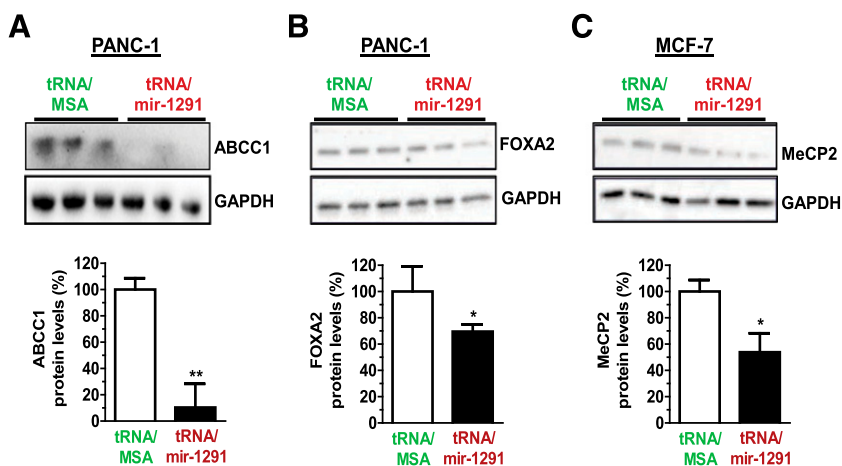 A
PANC-1
tRNA/
MSA
tRNA/
mir-1291
ABCC1
GAPDH
ABCC1
protein levels (%)
120
100
80
60
40
20
0
**
tRNA/
MSA
tRNA/
mir-1291
B
PANC-1
tRNA/
MSA
tRNA/
mir-1291
FOXA2
GAPDH
FOXA2
protein levels (%)
120
100
80
60
40
20
0
*
tRNA/
MSA
tRNA/
mir-1291
C
MCF-7
tRNA/
MSA
tRNA/
mir-1291
MeCP2
GAPDH
MeCP2
protein levels (%)
120
100
80
60
40
20
0
*
tRNA/
MSA
tRNA/
mir-1291